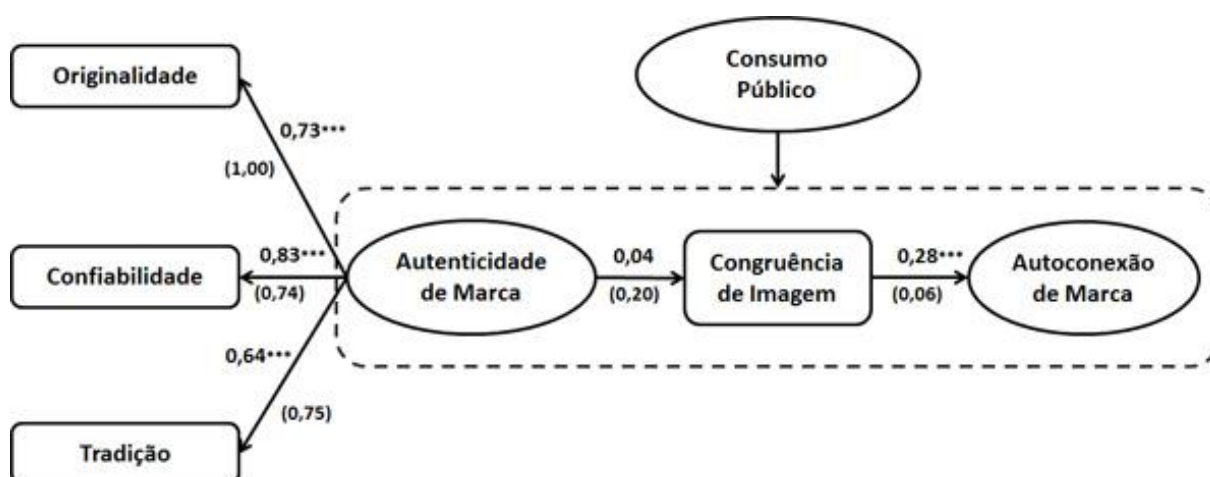 Originalidade
Consumo
Público
0,73***
(1,00)
Confiabilidade
0,83***
(0,74)
Autenticidade
de Marca
0,04
(0,20)
Congruência
de Imagem
0,28***
(0,06)
Autoconexão
de Marca
0,64***
(0,75)
Tradição